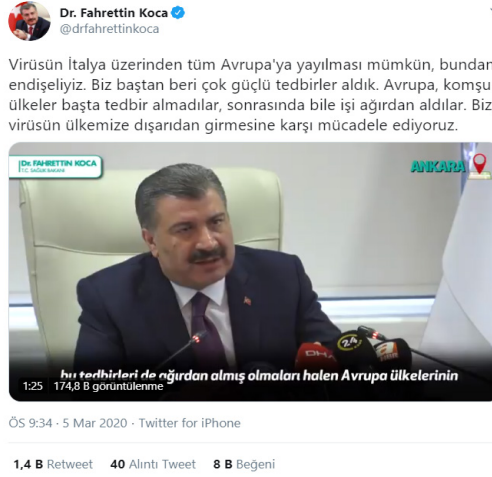 Dr. Fahrettin Koca
@drfahrettinkoca
Virüsün İtalya üzerinden tüm Avrupa'ya yayılması mümkün, bundan
endişeliyiz. Biz baştan beri çok güçlü tedbirler aldık. Avrupa, komşu
ülkeler başta tedbir almadılar, sonrasında bile işi ağırdan aldılar. Biz
virüsün ülkemize dışarıdan girmesine karşı mücadele ediyoruz.
Dr. FAHRETTİN KOCA
T.C. SAĞLIK BAKANI
ANKARA
DHA
24
A
bu tedbirleri de ağırdan almış olmaları halen Avrupa ülkelerinin
1:25 174,8 B görüntülenme
ÖS 9:34 · 5 Mar 2020 · Twitter for iPhone
1,4 B Retweet 40 Alıntı Tweet 8 B Beğeni